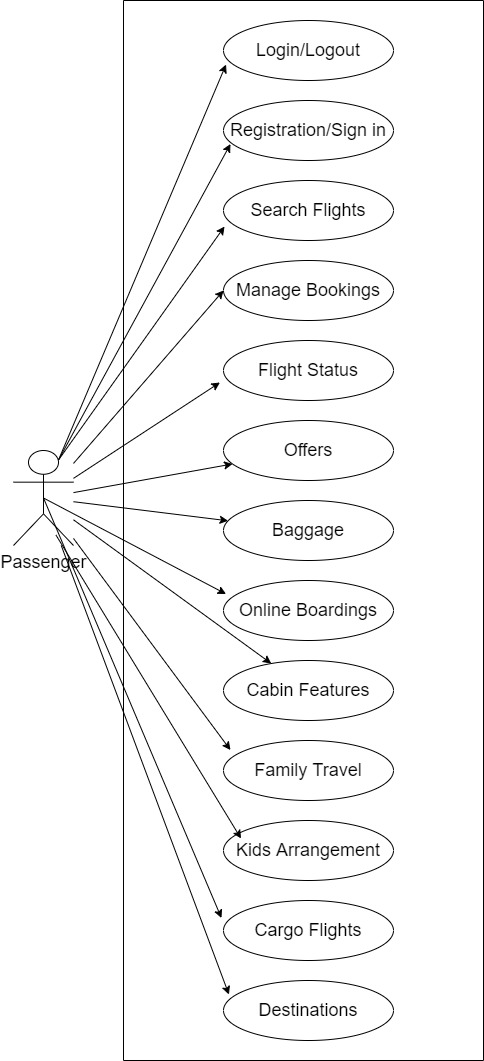 Login/Logout
Registration/Sign in
Search Flights
Manage Bookings
Flight Status
Offers
Baggage
Passenger
Online Boardings
Cabin Features
Family Travel
Kids Arrangement
Cargo Flights
Destinations